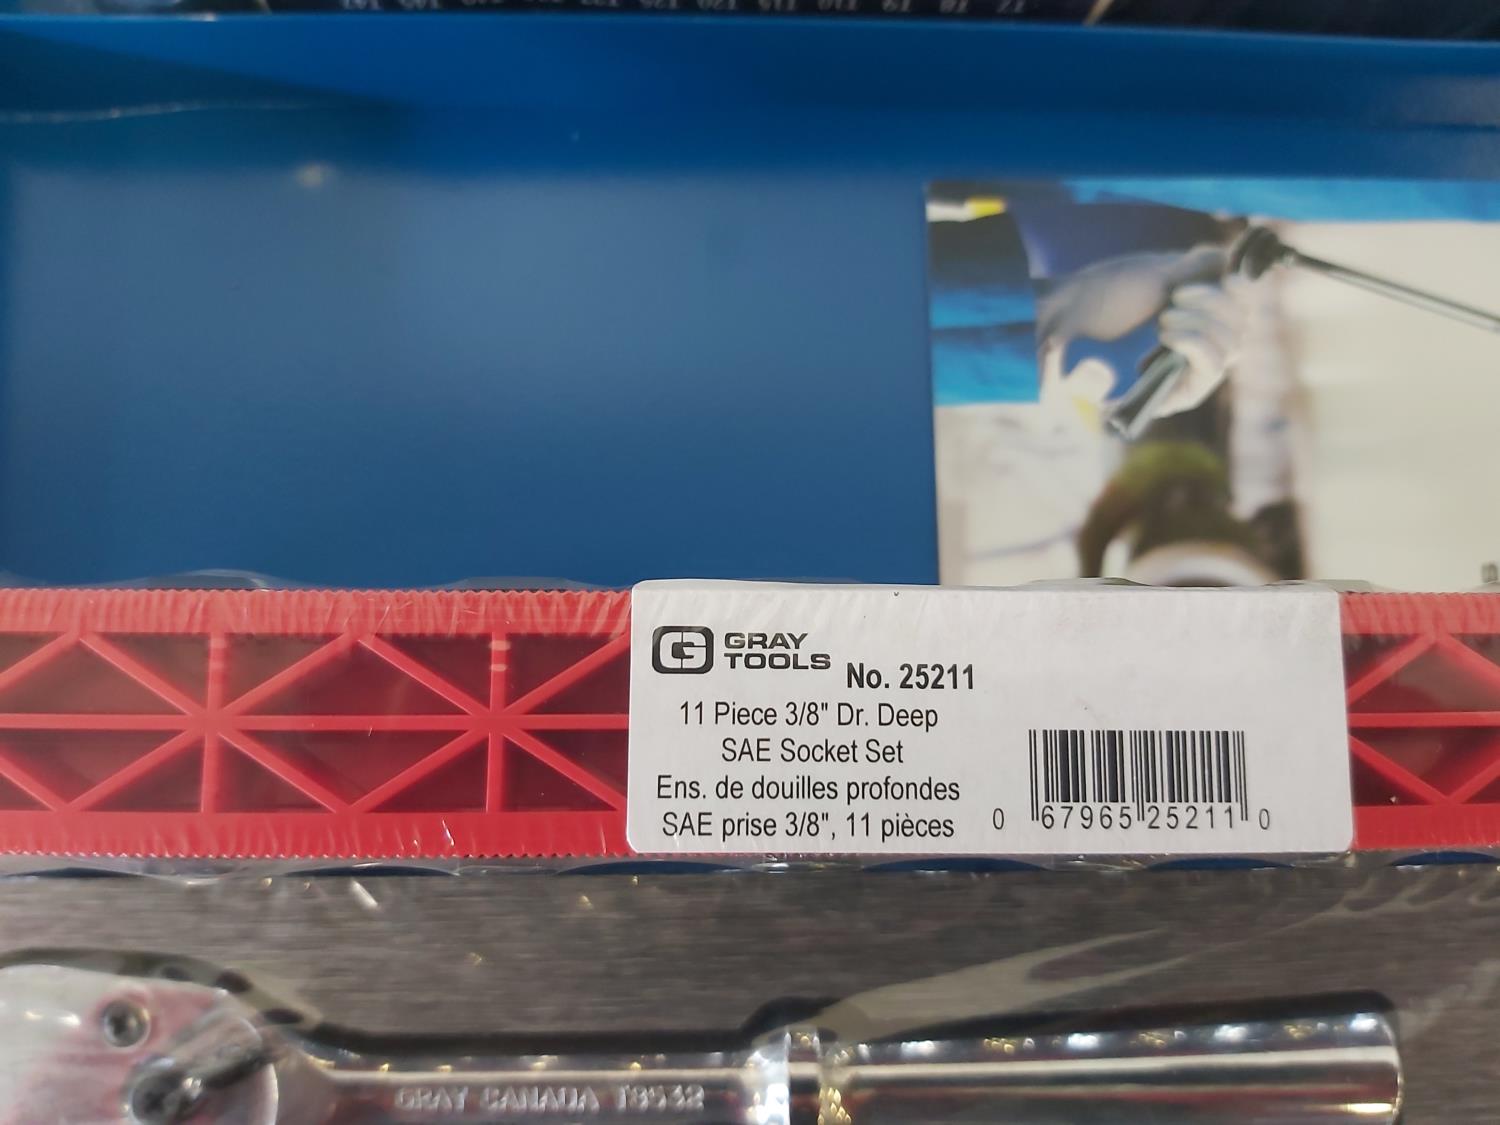 GRAY
TOOLS
No. 25211
11 Piece 3/8" Dr. Deep
SAE Socket Set
Ens. de douilles profondes
SAE prise 3/8", 11 pièces
0 67965 25211 0
GRAY CANADA T8532